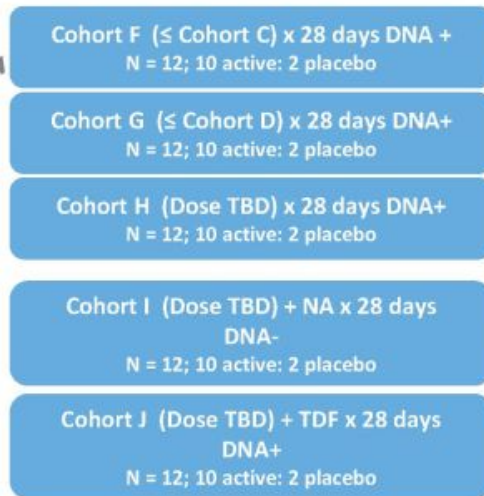 Cohort F (≤ Cohort C) x 28 days DNA +
N = 12; 10 active: 2 placebo
Cohort G (≤ Cohort D) x 28 days DNA+
N = 12; 10 active: 2 placebo
Cohort H (Dose TBD) x 28 days DNA+
N = 12; 10 active: 2 placebo
Cohort I (Dose TBD) + NA x 28 days
DNA-
N = 12; 10 active: 2 placebo
Cohort J (Dose TBD) + TDF x 28 days
DNA+
N = 12; 10 active: 2 placebo